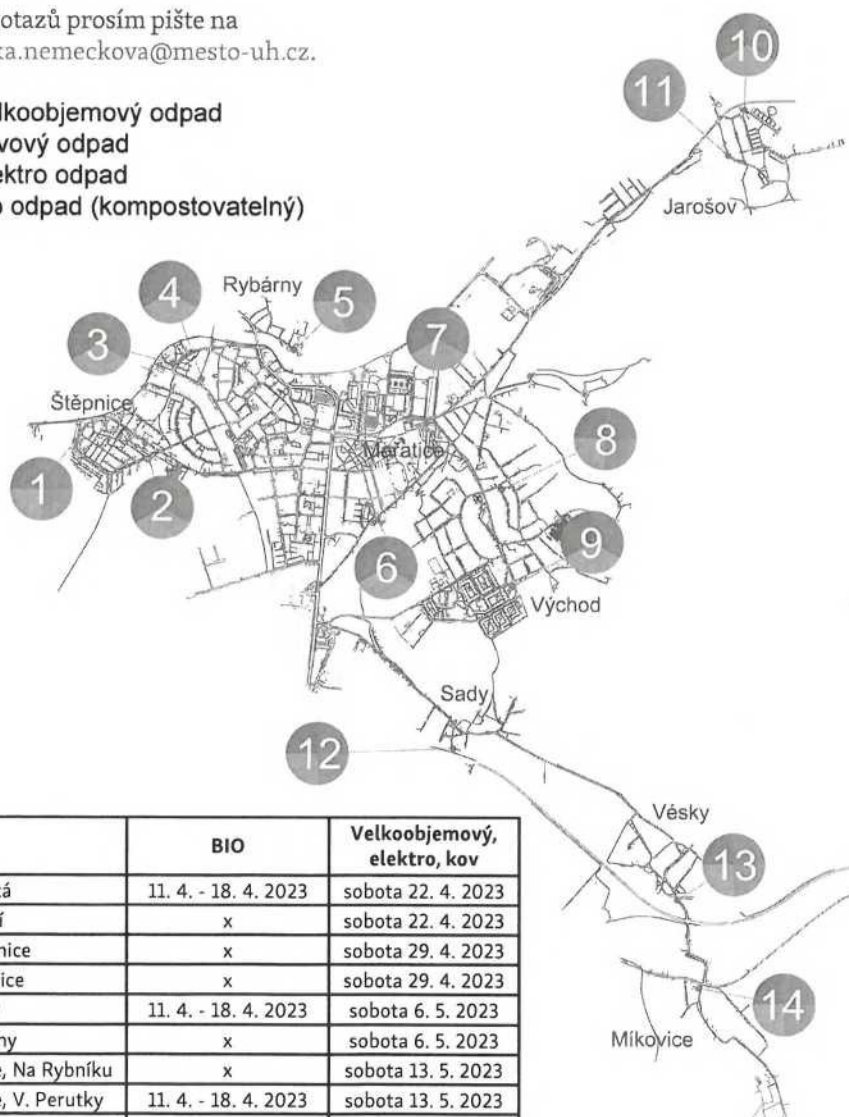 otazů prosím pište na
ka.nemeckova@mesto-uh.cz.
lkoobjemový odpad
vový odpad
ektro odpad
o odpad (kompostovatelný)
10
11
Jarošov
Rybárny
4
5
3
7
Štěpnice
Mařatice
8
1
2
6
9
Východ
Sady
12
Vésky
13
14
Míkovice
BIO Velkoobjemový,
elektro, kov
tá 11. 4. - 18. 4. 2023 sobota 22. 4. 2023
í x sobota 22. 4. 2023
nice x sobota 29. 4. 2023
ice x sobota 29. 4. 2023
11. 4. - 18. 4. 2023 sobota 6. 5. 2023
ny x sobota 6. 5. 2023
e, Na Rybníku x sobota 13. 5. 2023
e, V. Perutky 11. 4. - 18. 4. 2023 sobota 13. 5. 2023